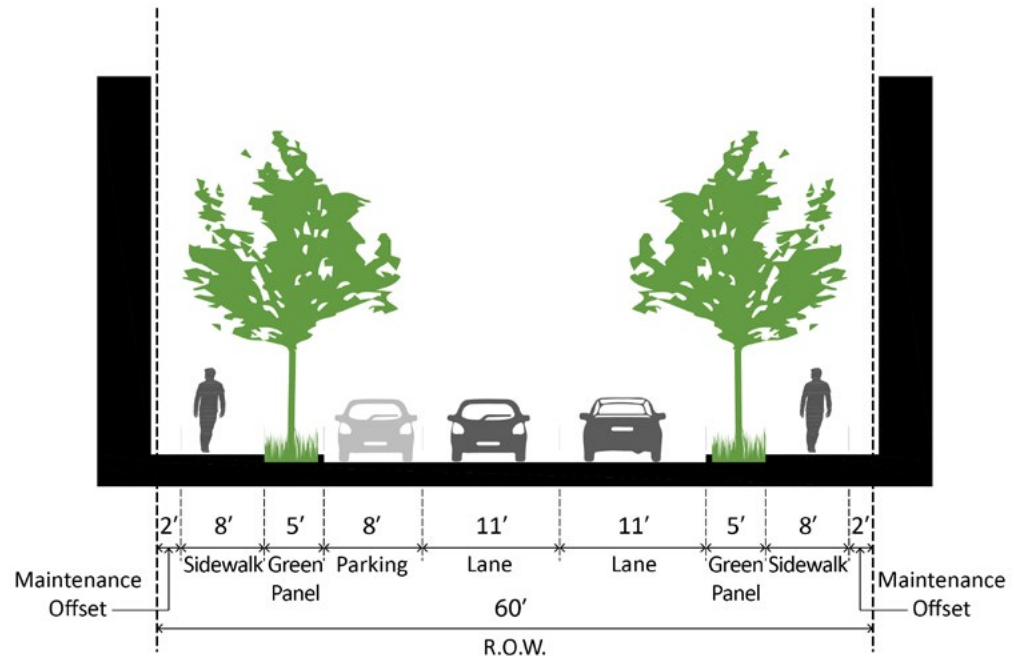 2’ 8’ 5’ 8’ 11’ 11’ 5’ 8’ 2’
Sidewalk Green Parking Lane Lane Green Sidewalk
Panel Panel
Maintenance Maintenance
Offset Offset
60’
R.O.W.